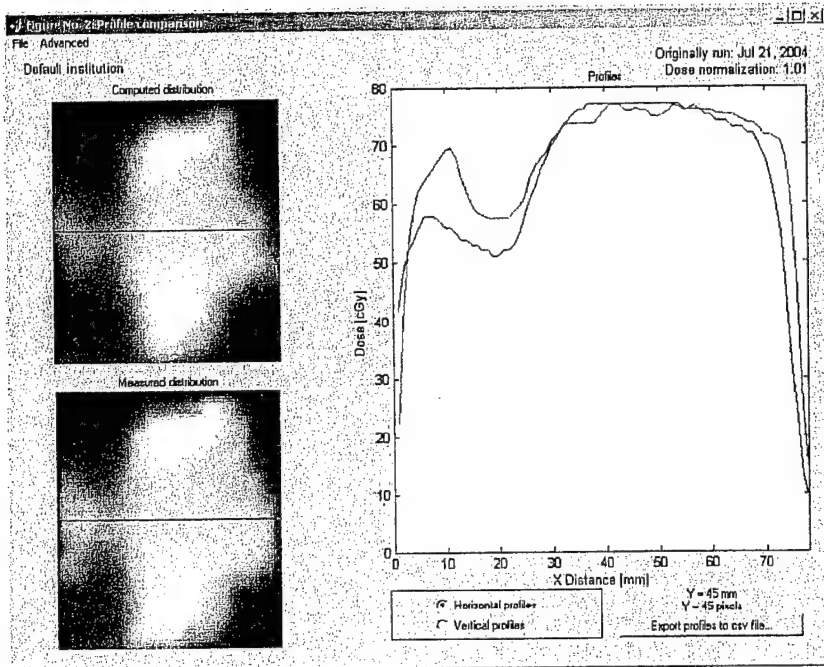 Figure No. 2: Profile comparison
File Advanced
Default institution
Originally run: Jul 21, 2004
Dose normalization: 1.01
Computed distribution
Measured distribution
Profiles
80
70
60
50
40
30
20
10
0
Dose [cGy]
0 10 20 30 40 50 60 70
X Distance [mm]
Horizontal profiles
Vertical profiles
Y = 45 mm
Y = 45 pixels
Export profiles to csv file...